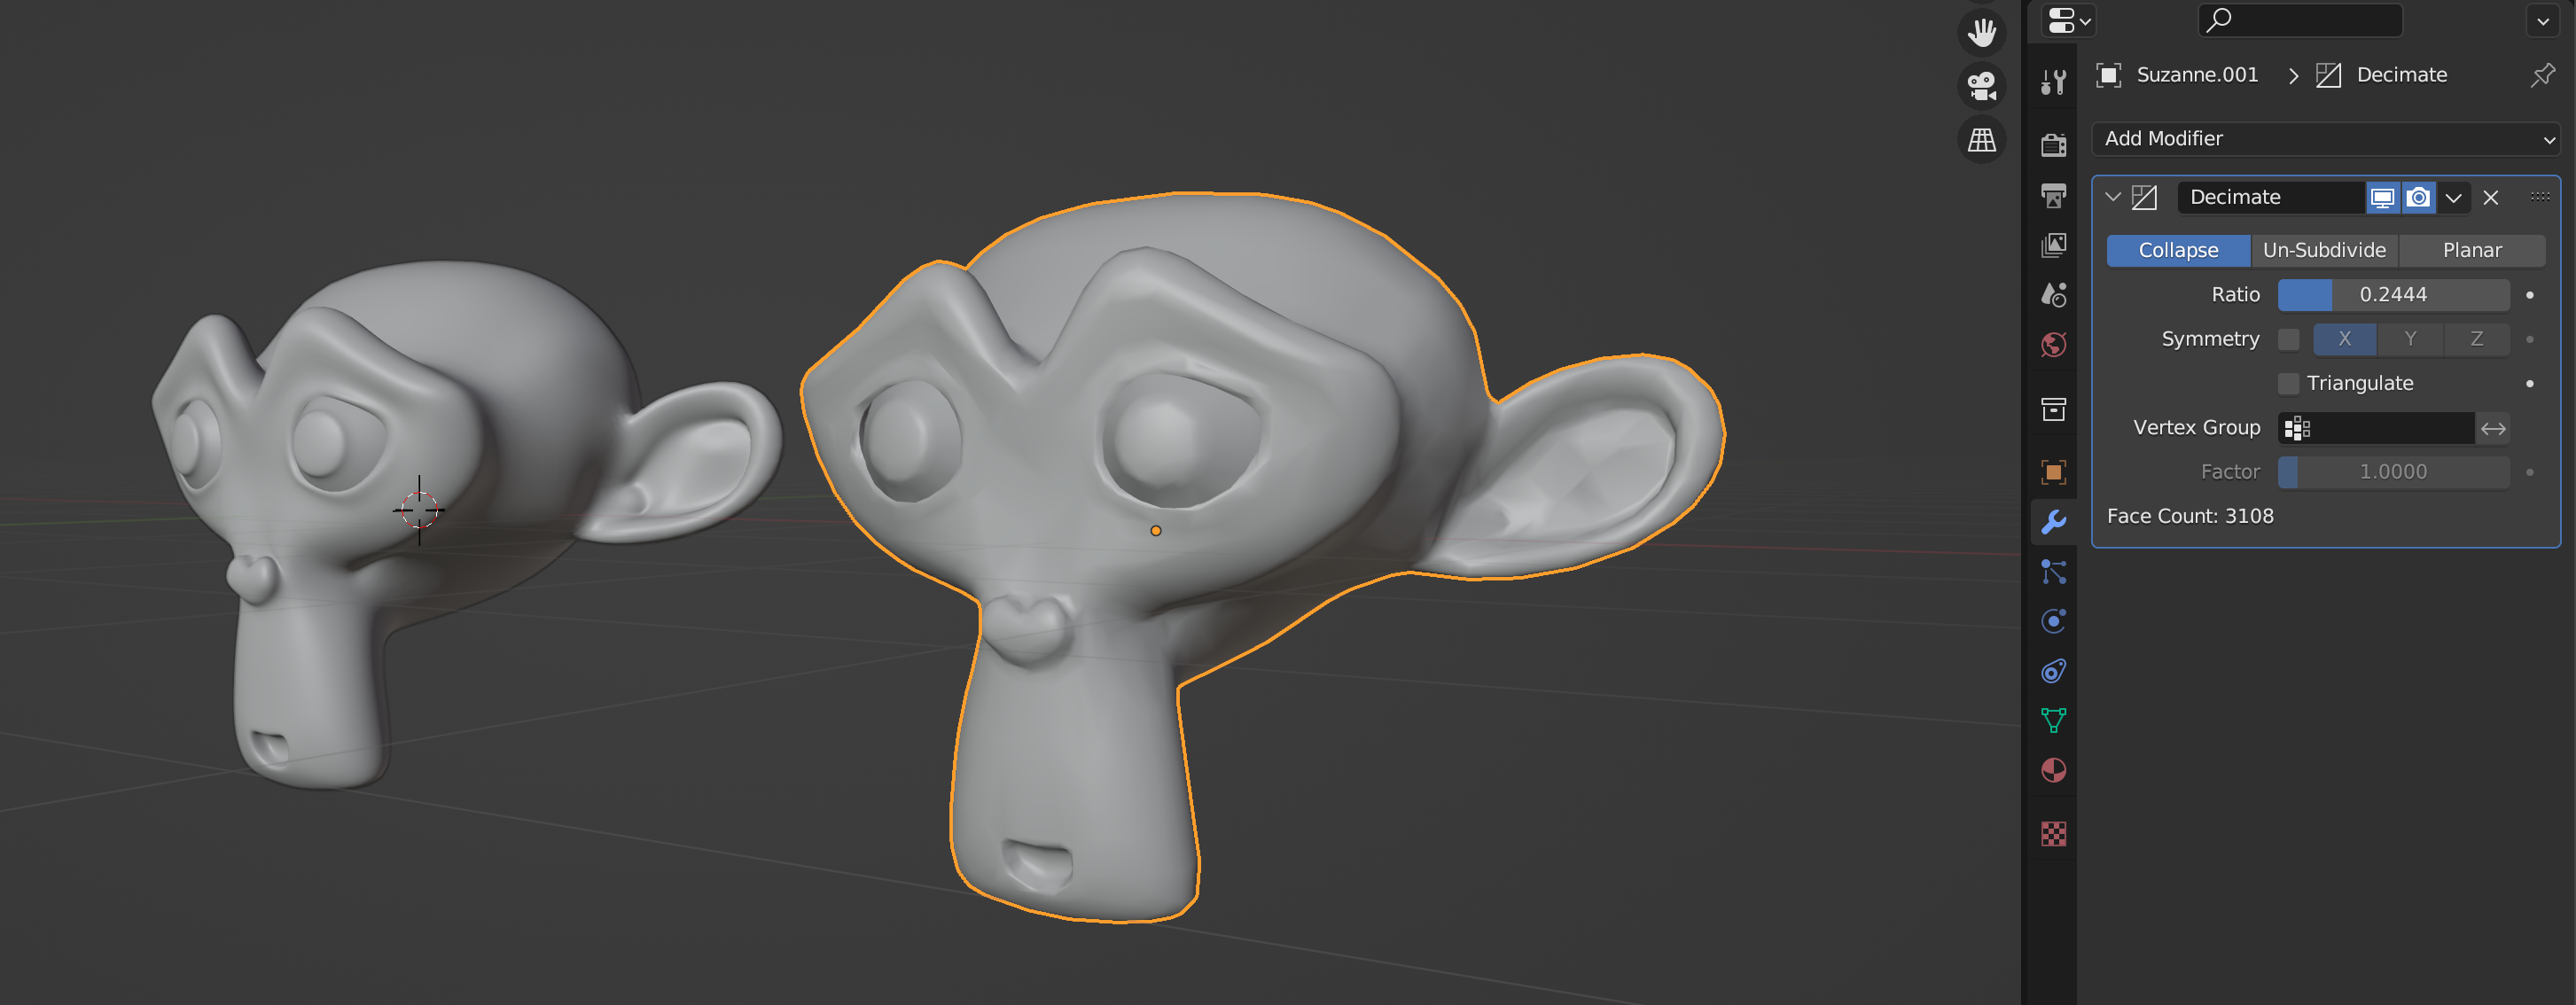 Suzanne.001 > Decimate
Add Modifier
Decimate
Collapse Un-Subdivide Planar
Ratio 0.2444
Symmetry X Y Z
Triangulate
Vertex Group
Factor 1.0000
Face Count: 3108